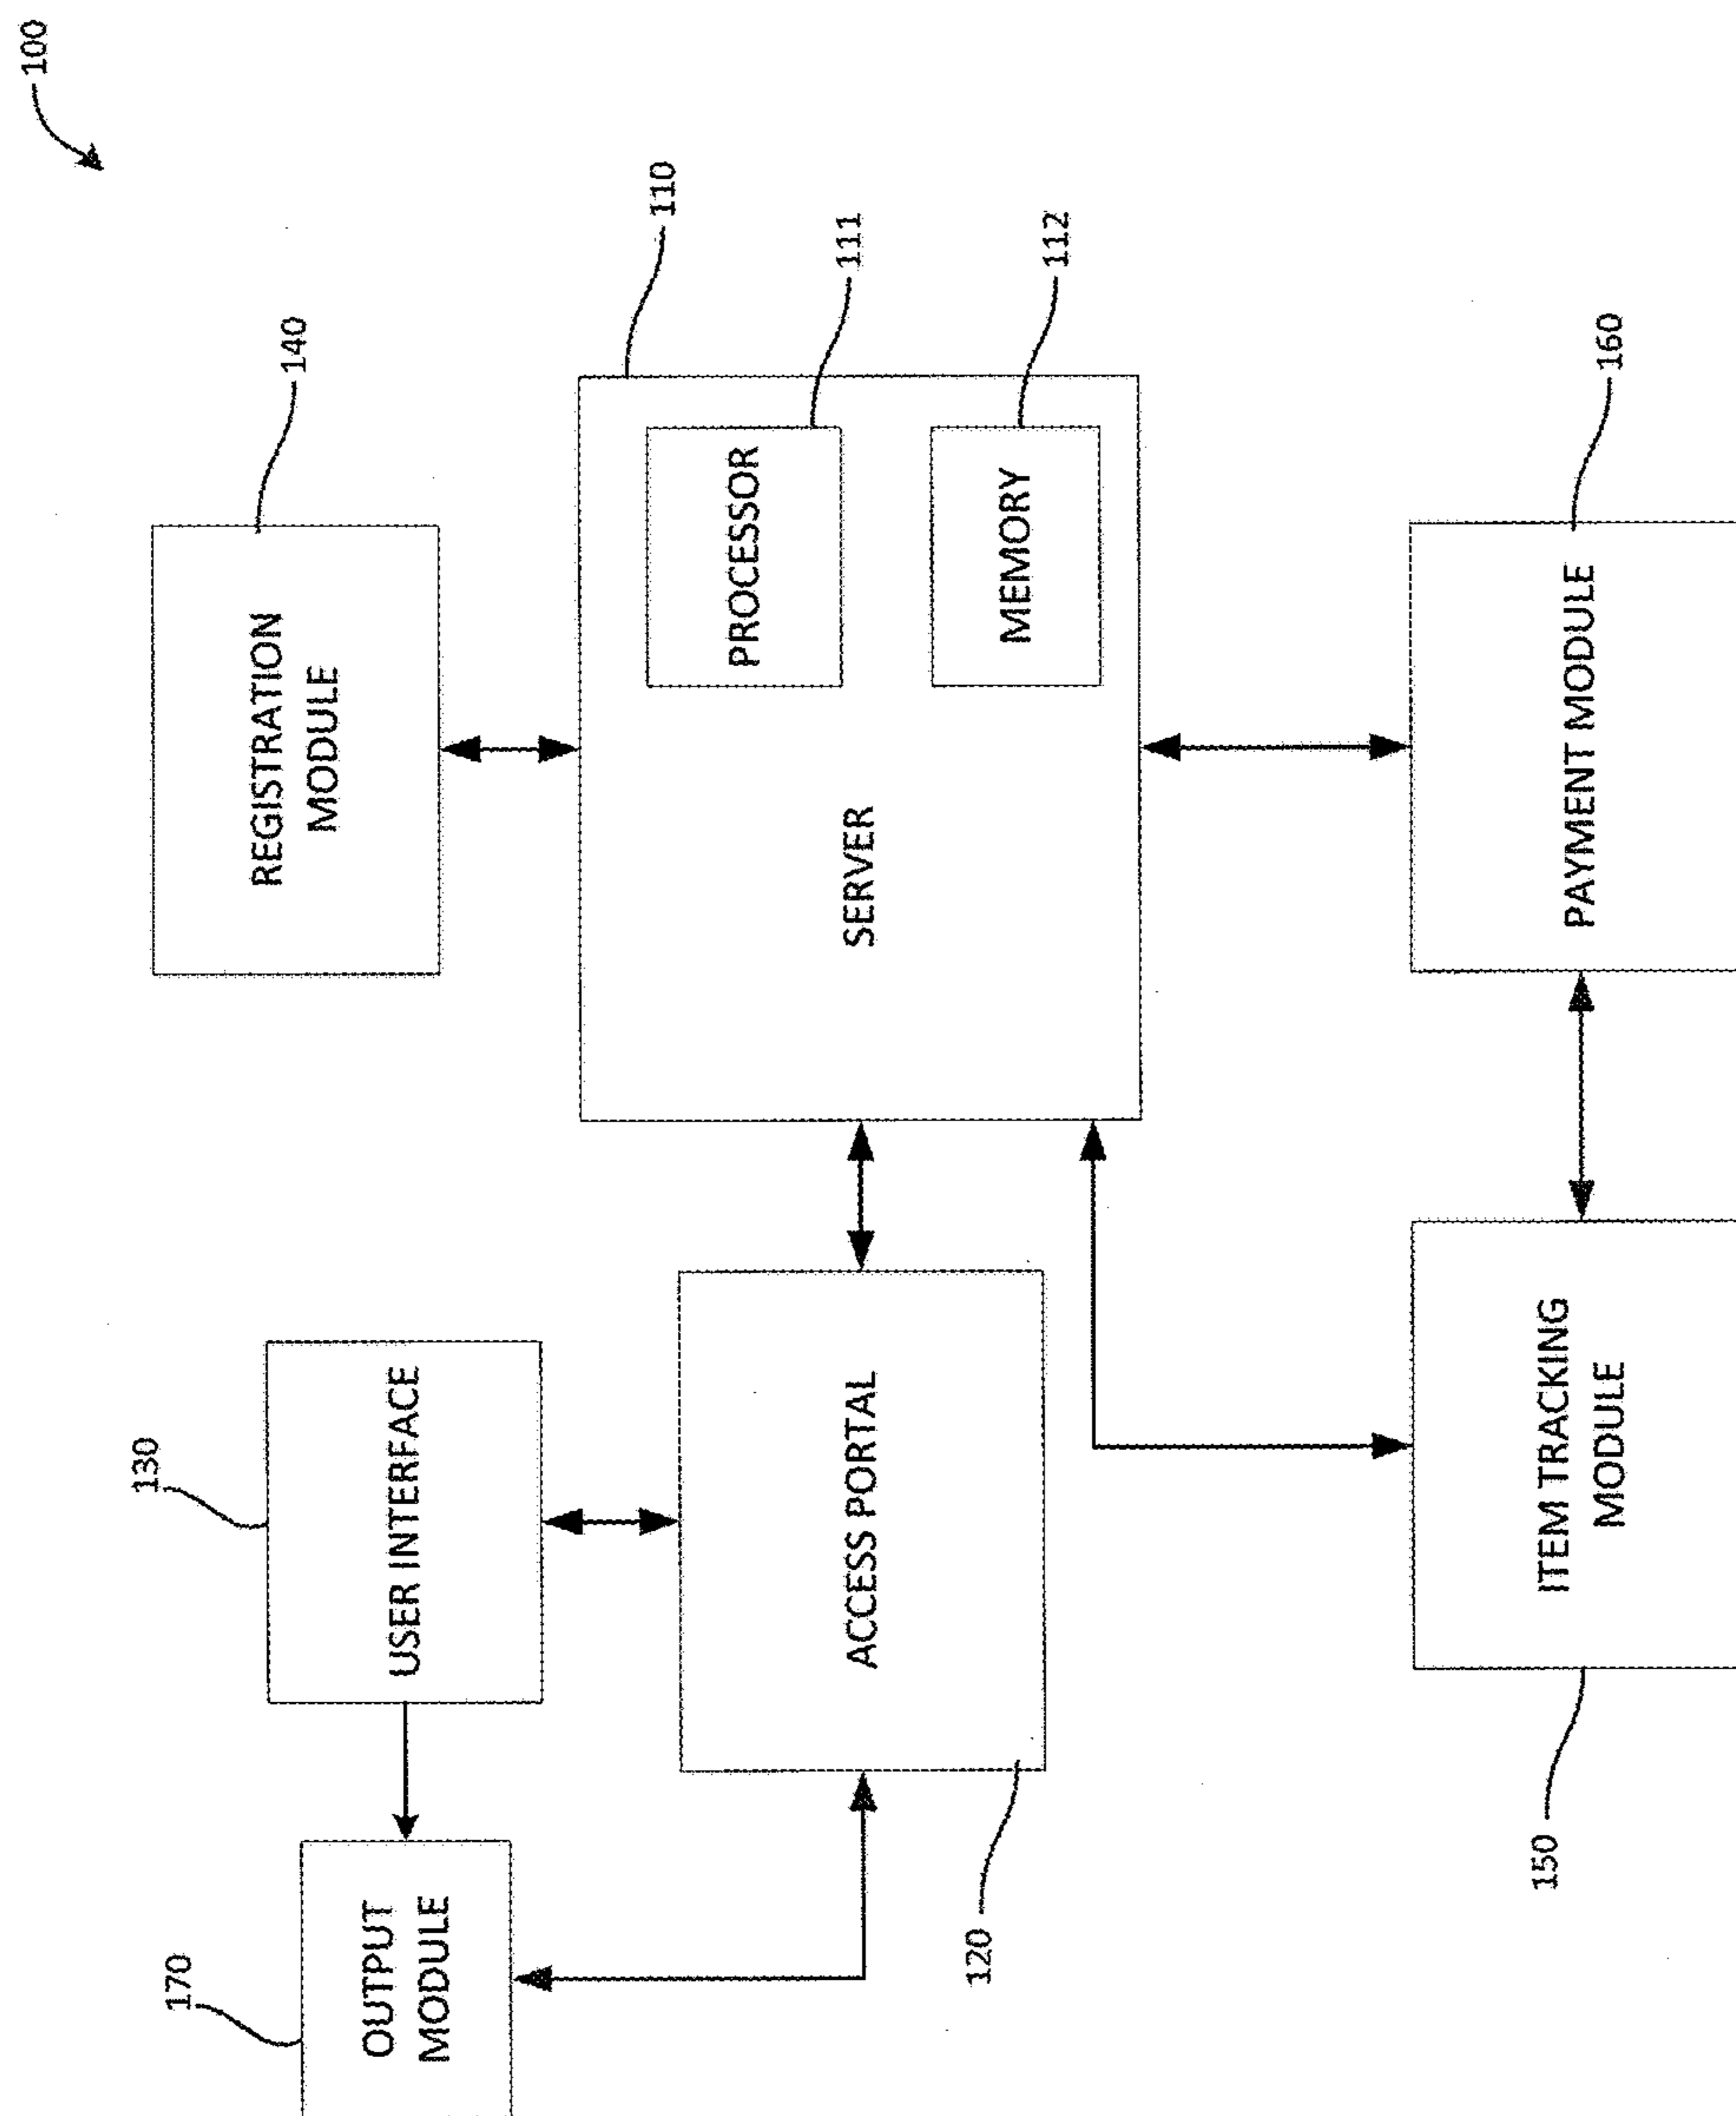 100
170
OUTPUT
MODULE
130
USER INTERFACE
REGISTRATION
MODULE
140
120
ACCESS PORTAL
SERVER
110
PROCESSOR
111
MEMORY
112
150
ITEM TRACKING
MODULE
PAYMENT MODULE
160